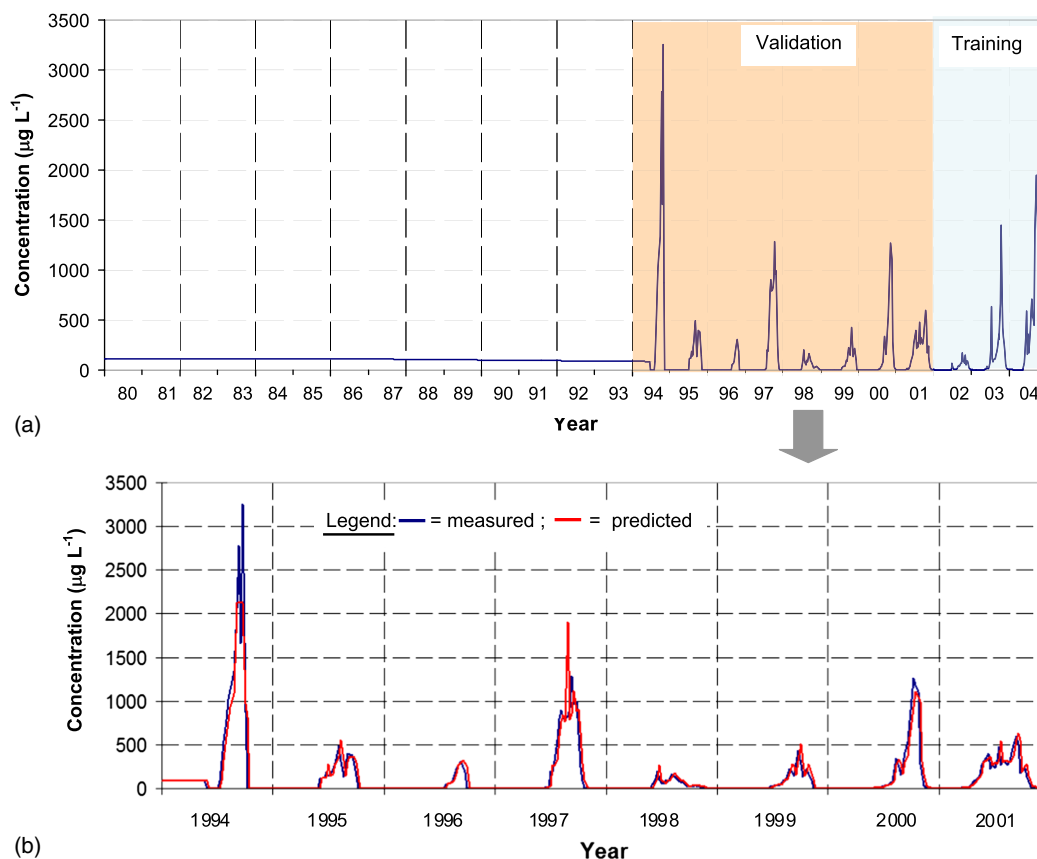 3500
Validation
Training
3000
2500
2000
1500
1000
500
0
Concentration (µg L-1)
80 81 82 83 84 85 86 87 88 89 90 91 92 93 94 95 96 97 98 99 00 01 02 03 04
Year
(a)
3500
Legend: = measured ; = predicted
3000
2500
2000
1500
1000
500
0
Concentration (µg L-1)
1994 1995 1996 1997 1998 1999 2000 2001
Year
(b)